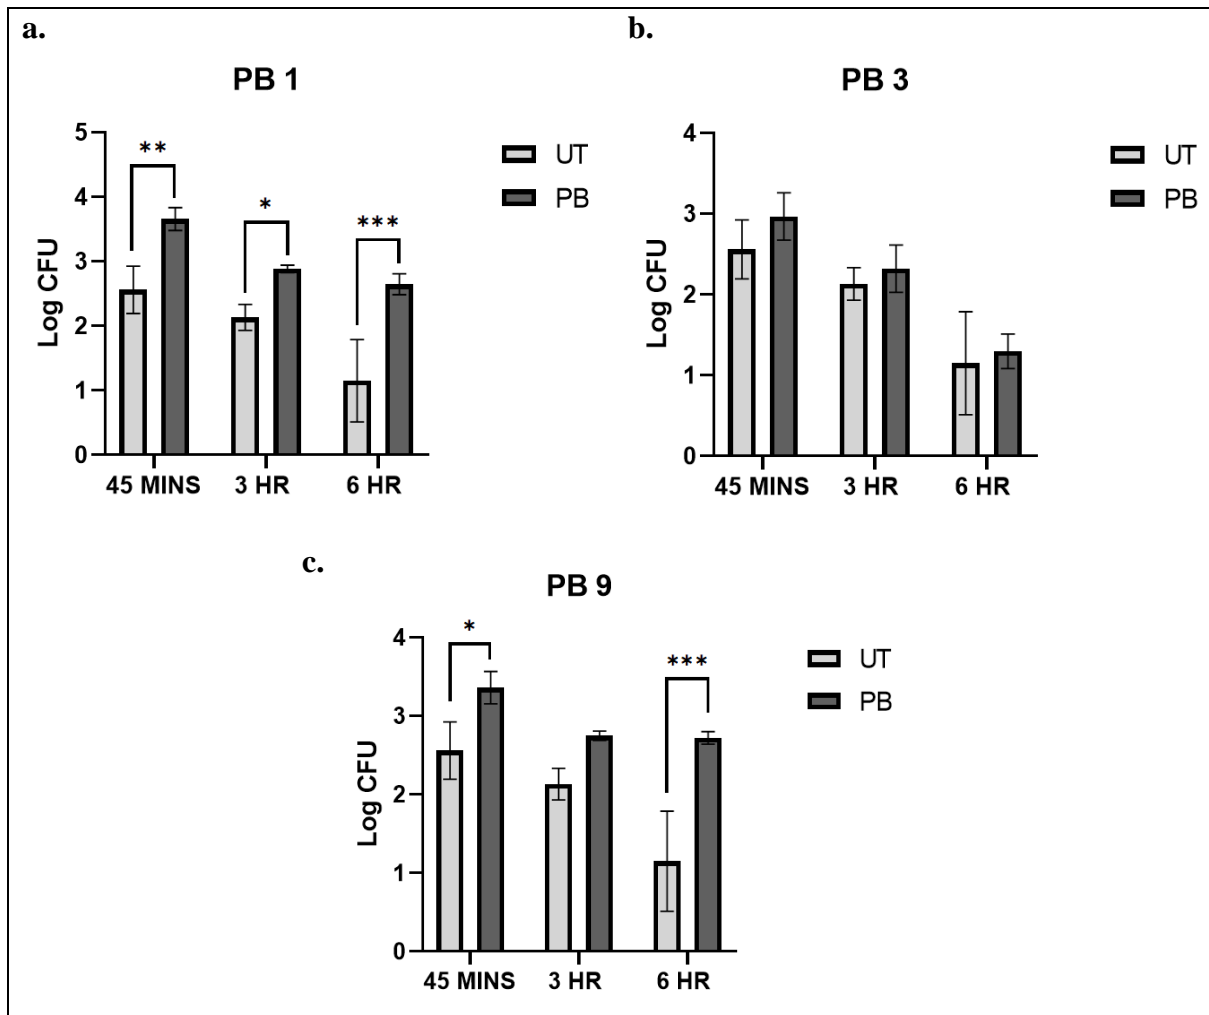 a.
PB 1
5
4
3
2
1
0
Log CFU
**
*
***
45 MINS 3 HR 6 HR
UT
PB
b.
PB 3
4
3
2
1
0
Log CFU
45 MINS 3 HR 6 HR
UT
PB
c.
PB 9
4
3
2
1
0
Log CFU
*
***
45 MINS 3 HR 6 HR
UT
PB